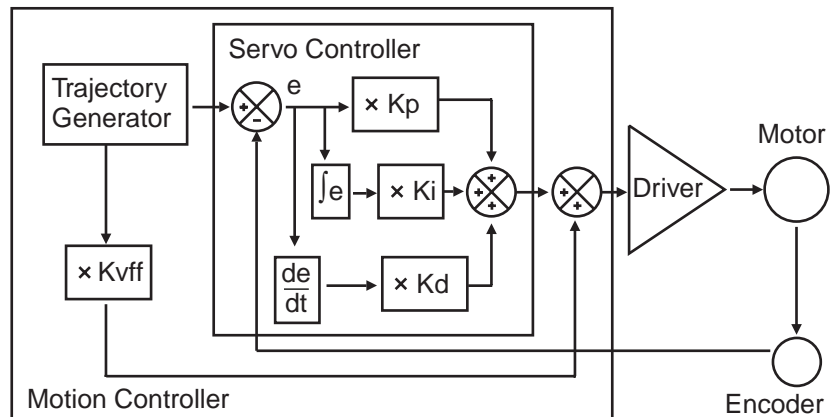 Servo Controller
Trajectory
Generator
e
+
−
× Kp
Motor
∫e
× Ki
+
+
+
+
+
Driver
× Kvff
de
dt
× Kd
Motion Controller
Encoder